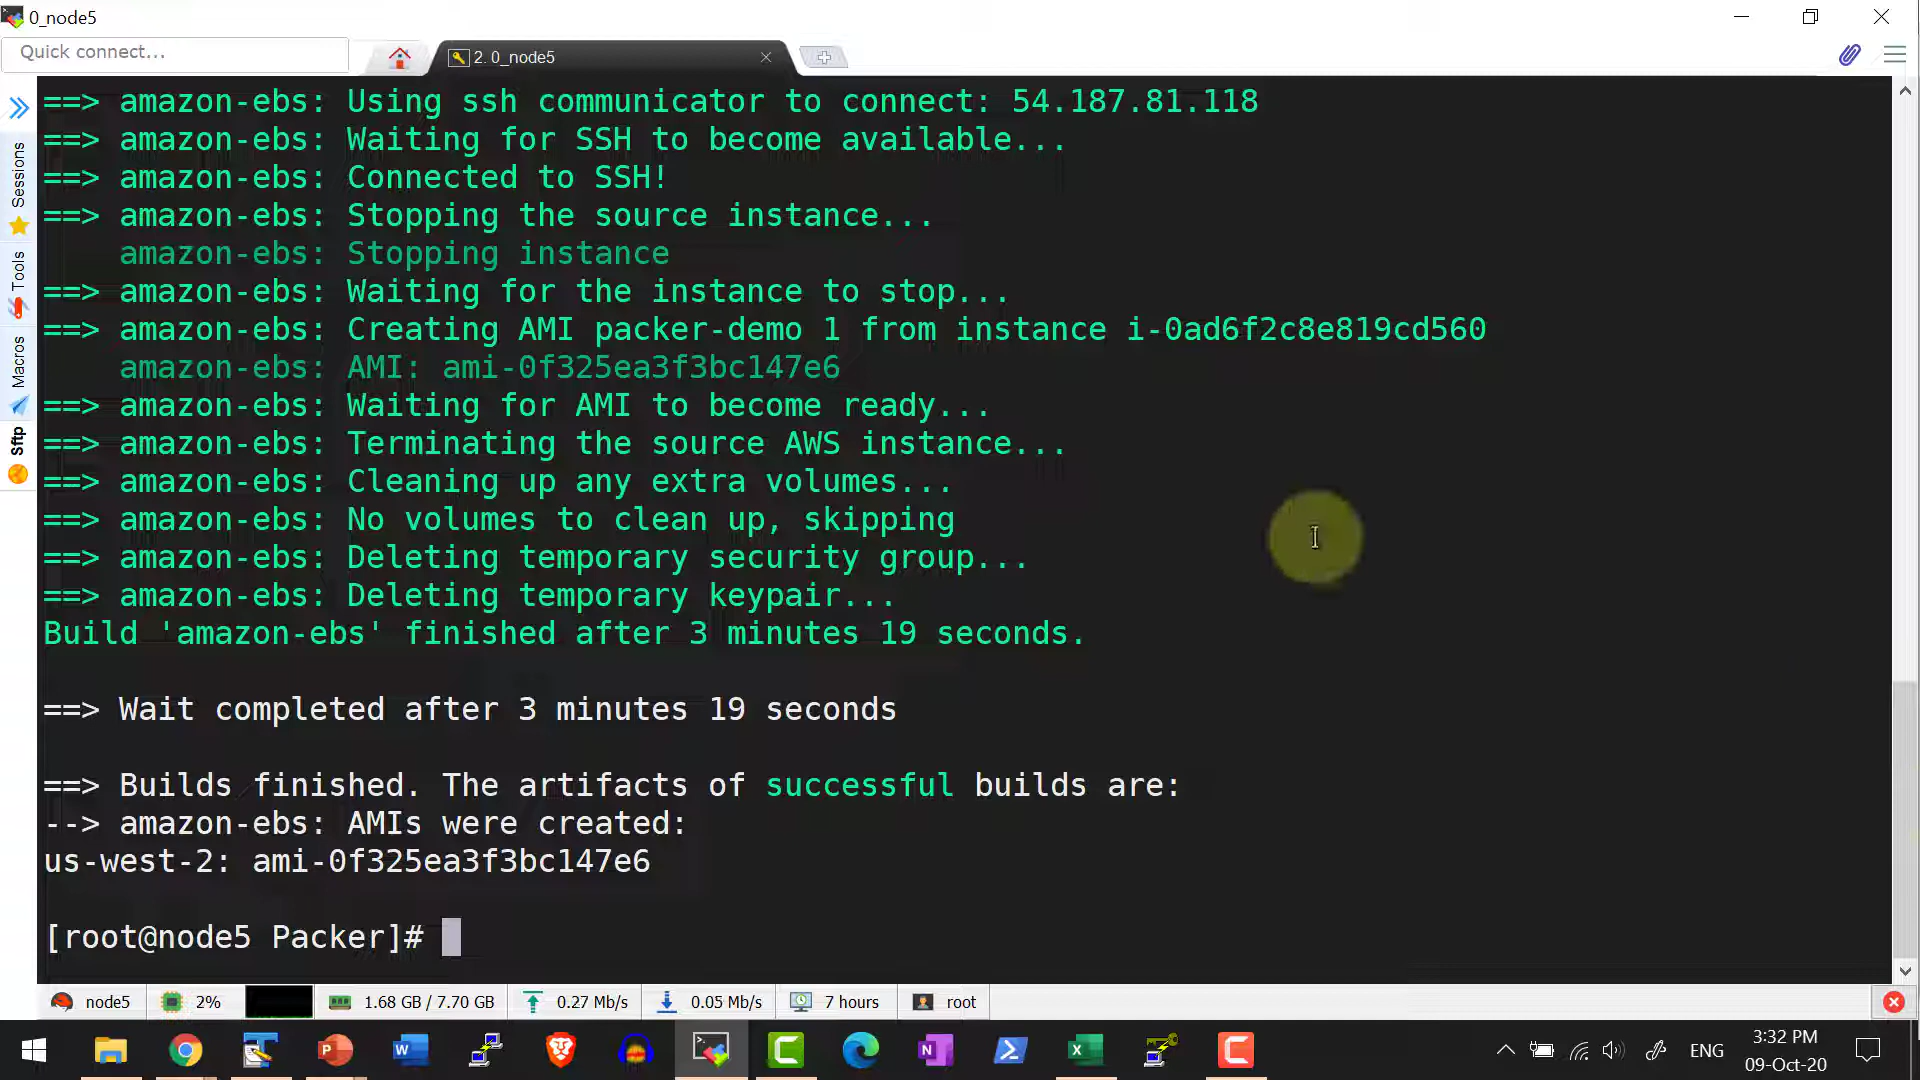 0_node5
Quick connect...
2. 0_node5
Sessions
Tools
Macros
Sftp
==> amazon-ebs: Using ssh communicator to connect: 54.187.81.118
==> amazon-ebs: Waiting for SSH to become available...
==> amazon-ebs: Connected to SSH!
==> amazon-ebs: Stopping the source instance...
amazon-ebs: Stopping instance
==> amazon-ebs: Waiting for the instance to stop...
==> amazon-ebs: Creating AMI packer-demo 1 from instance i-0ad6f2c8e819cd560
amazon-ebs: AMI: ami-0f325ea3f3bc147e6
==> amazon-ebs: Waiting for AMI to become ready...
==> amazon-ebs: Terminating the source AWS instance...
==> amazon-ebs: Cleaning up any extra volumes...
==> amazon-ebs: No volumes to clean up, skipping
==> amazon-ebs: Deleting temporary security group...
==> amazon-ebs: Deleting temporary keypair...
Build 'amazon-ebs' finished after 3 minutes 19 seconds.
==> Wait completed after 3 minutes 19 seconds
==> Builds finished. The artifacts of successful builds are:
--> amazon-ebs: AMIs were created:
us-west-2: ami-0f325ea3f3bc147e6
[root@node5 Packer]#
node5 2% 1.68 GB / 7.70 GB 0.27 Mb/s 0.05 Mb/s 7 hours root
ENG
3:32 PM
09-Oct-20